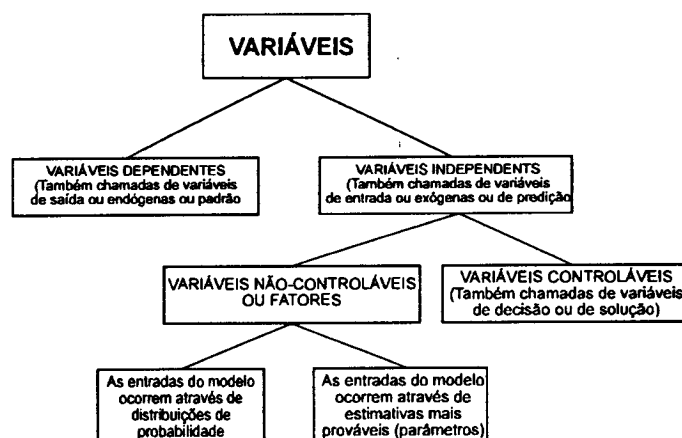 VARIÁVEIS
VARIÁVEIS DEPENDENTES
(Também chamadas de variáveis
de saída ou endógenas ou padrão
VARIÁVEIS INDEPENDENTS
(Também chamadas de variáveis
de entrada ou exógenas ou de predição
VARIÁVEIS NÃO-CONTROLÁVEIS
OU FATORES
VARIÁVEIS CONTROLÁVEIS
(Também chamadas de variáveis
de decisão ou de solução)
As entradas do modelo
ocorrem através de
distribuições de
probabilidade
As entradas do modelo
ocorrem através de
estimativas mais
prováveis (parâmetros)